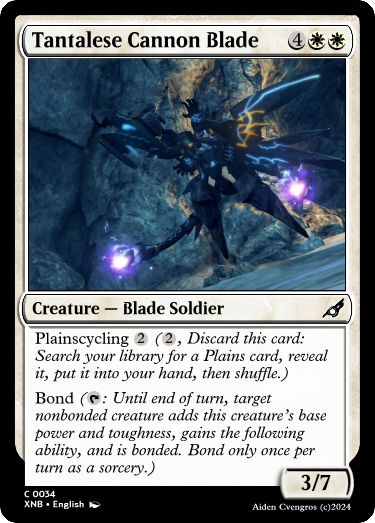 Tantalese Cannon Blade 4
Creature — Blade Soldier
Plainscycling 2 (2, Discard this card:
Search your library for a Plains card, reveal
it, put it into your hand, then shuffle.)
Bond (: Until end of turn, target
nonbonded creature adds this creature's base
power and toughness, gains the following
ability, and is bonded. Bond only once per
turn as a sorcery.)
3/7
C 0034
XNB • English
Aiden Cvengros (c)2024